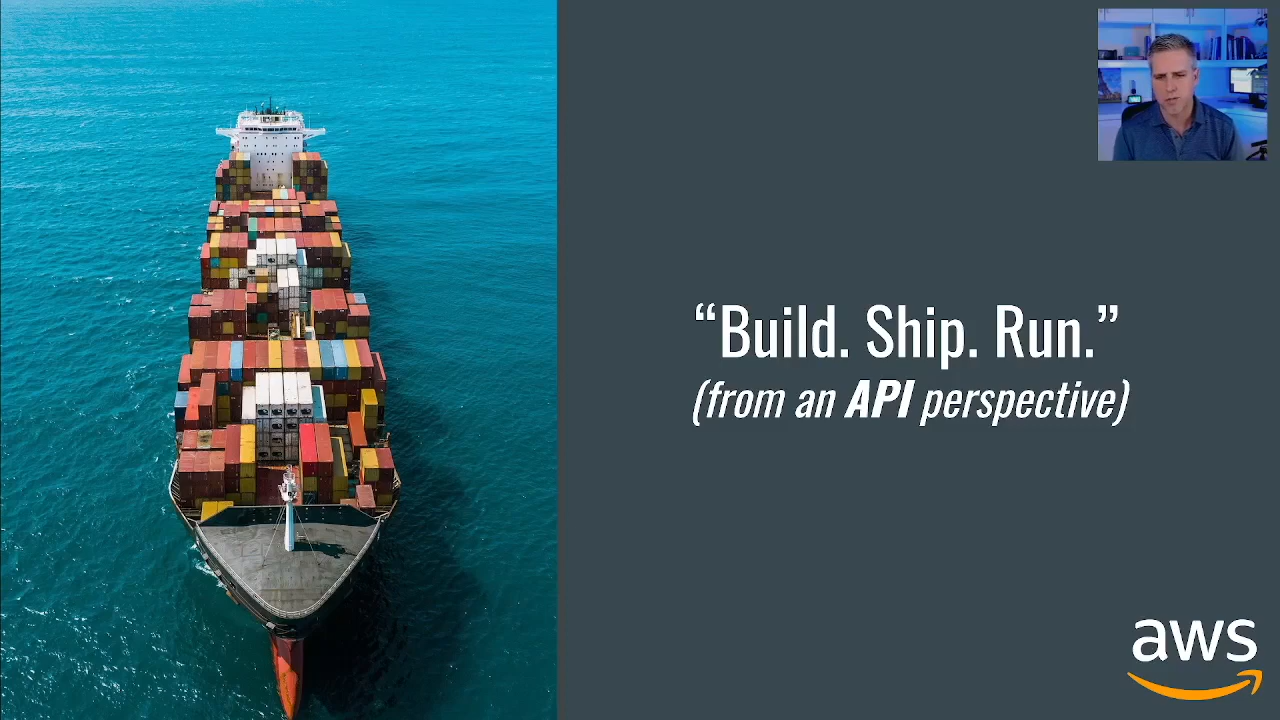 “Build. Ship. Run.”
(from an API perspective)
aws